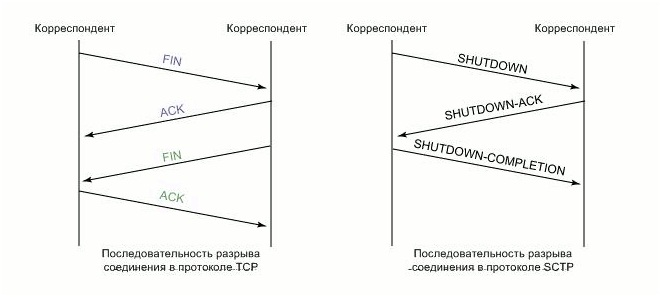 Корреспондент
Корреспондент
FIN
ACK
FIN
ACK
Последовательность разрыва
соединения в протоколе TCP
Корреспондент
Корреспондент
SHUTDOWN
SHUTDOWN-ACK
SHUTDOWN-COMPLETION
Последовательность разрыва
-соединения в протоколе SCTP